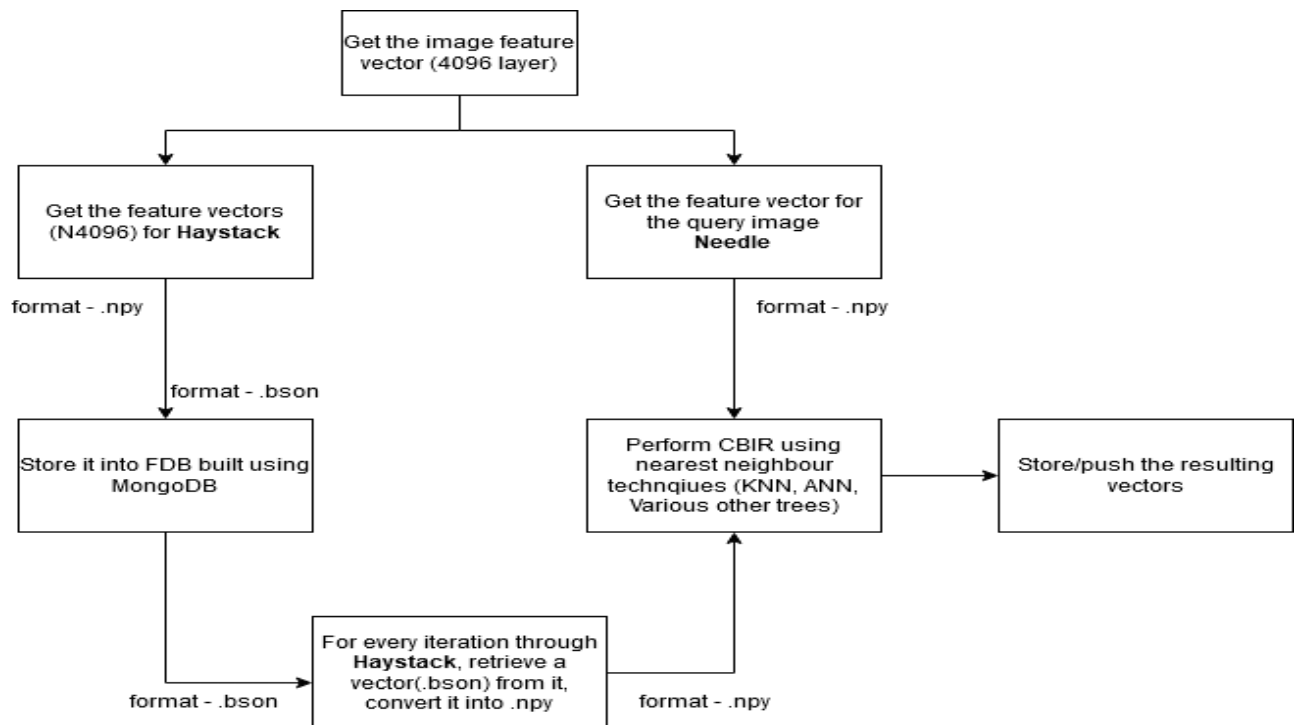 Get the image feature
vector (4096 layer)
Get the feature vectors
(N4096) for Haystack
Get the feature vector for
the query image
Needle
format - .npy
format - .npy
format - .bson
Store it into FDB built using
MongoDB
Perform CBIR using
nearest neighbour
technqiues (KNN, ANN,
Various other trees)
Store/push the resulting
vectors
For every iteration through
Haystack, retrieve a
vector(.bson) from it,
convert it into .npy
format - .bson
format - .npy